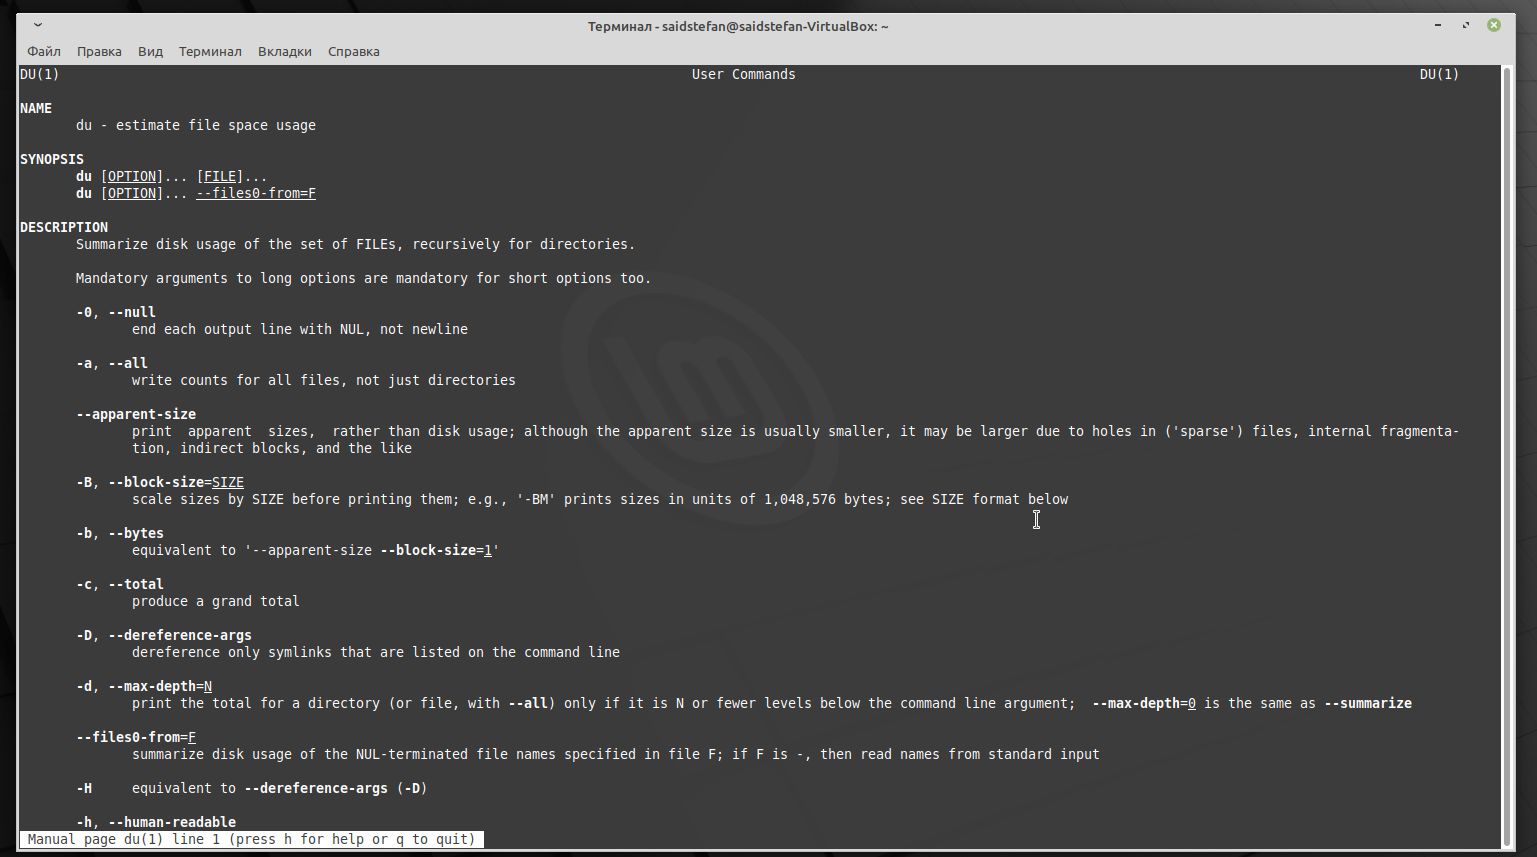 Терминал - saidstefan@saidstefan-VirtualBox: ~
Файл Правка Вид Терминал Вкладки Справка
DU(1) User Commands DU(1)
NAME
du - estimate file space usage
SYNOPSIS
du [OPTION]... [FILE]...
du [OPTION]... --files0-from=F
DESCRIPTION
Summarize disk usage of the set of FILEs, recursively for directories.
Mandatory arguments to long options are mandatory for short options too.
-0, --null
end each output line with NUL, not newline
-a, --all
write counts for all files, not just directories
--apparent-size
print apparent sizes, rather than disk usage; although the apparent size is usually smaller, it may be larger due to holes in ('sparse') files, internal fragmenta-
tion, indirect blocks, and the like
-B, --block-size=SIZE
scale sizes by SIZE before printing them; e.g., '-BM' prints sizes in units of 1,048,576 bytes; see SIZE format below
-b, --bytes
equivalent to '--apparent-size --block-size=1'
-c, --total
produce a grand total
-D, --dereference-args
dereference only symlinks that are listed on the command line
-d, --max-depth=N
print the total for a directory (or file, with --all) only if it is N or fewer levels below the command line argument; --max-depth=0 is the same as --summarize
--files0-from=F
summarize disk usage of the NUL-terminated file names specified in file F; if F is -, then read names from standard input
-H equivalent to --dereference-args (-D)
-h, --human-readable
Manual page du(1) line 1 (press h for help or q to quit)